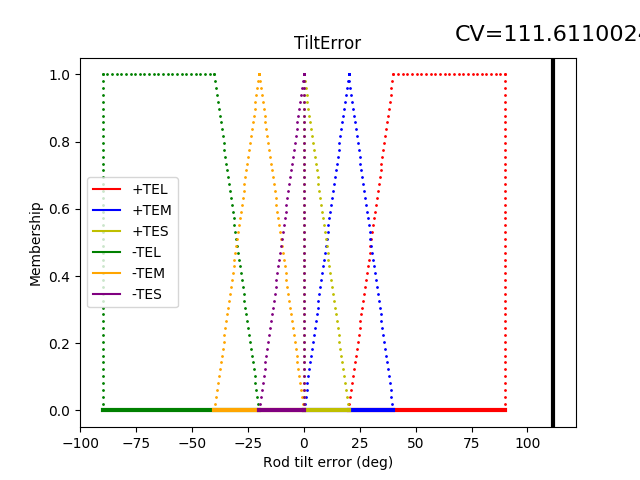 CV=111.6110024
TiltError
1.0
0.8
0.6
0.4
0.2
0.0
Membership
+TEL
+TEM
+TES
-TEL
-TEM
-TES
−100 −75 −50 −25 0 25 50 75 100
Rod tilt error (deg)